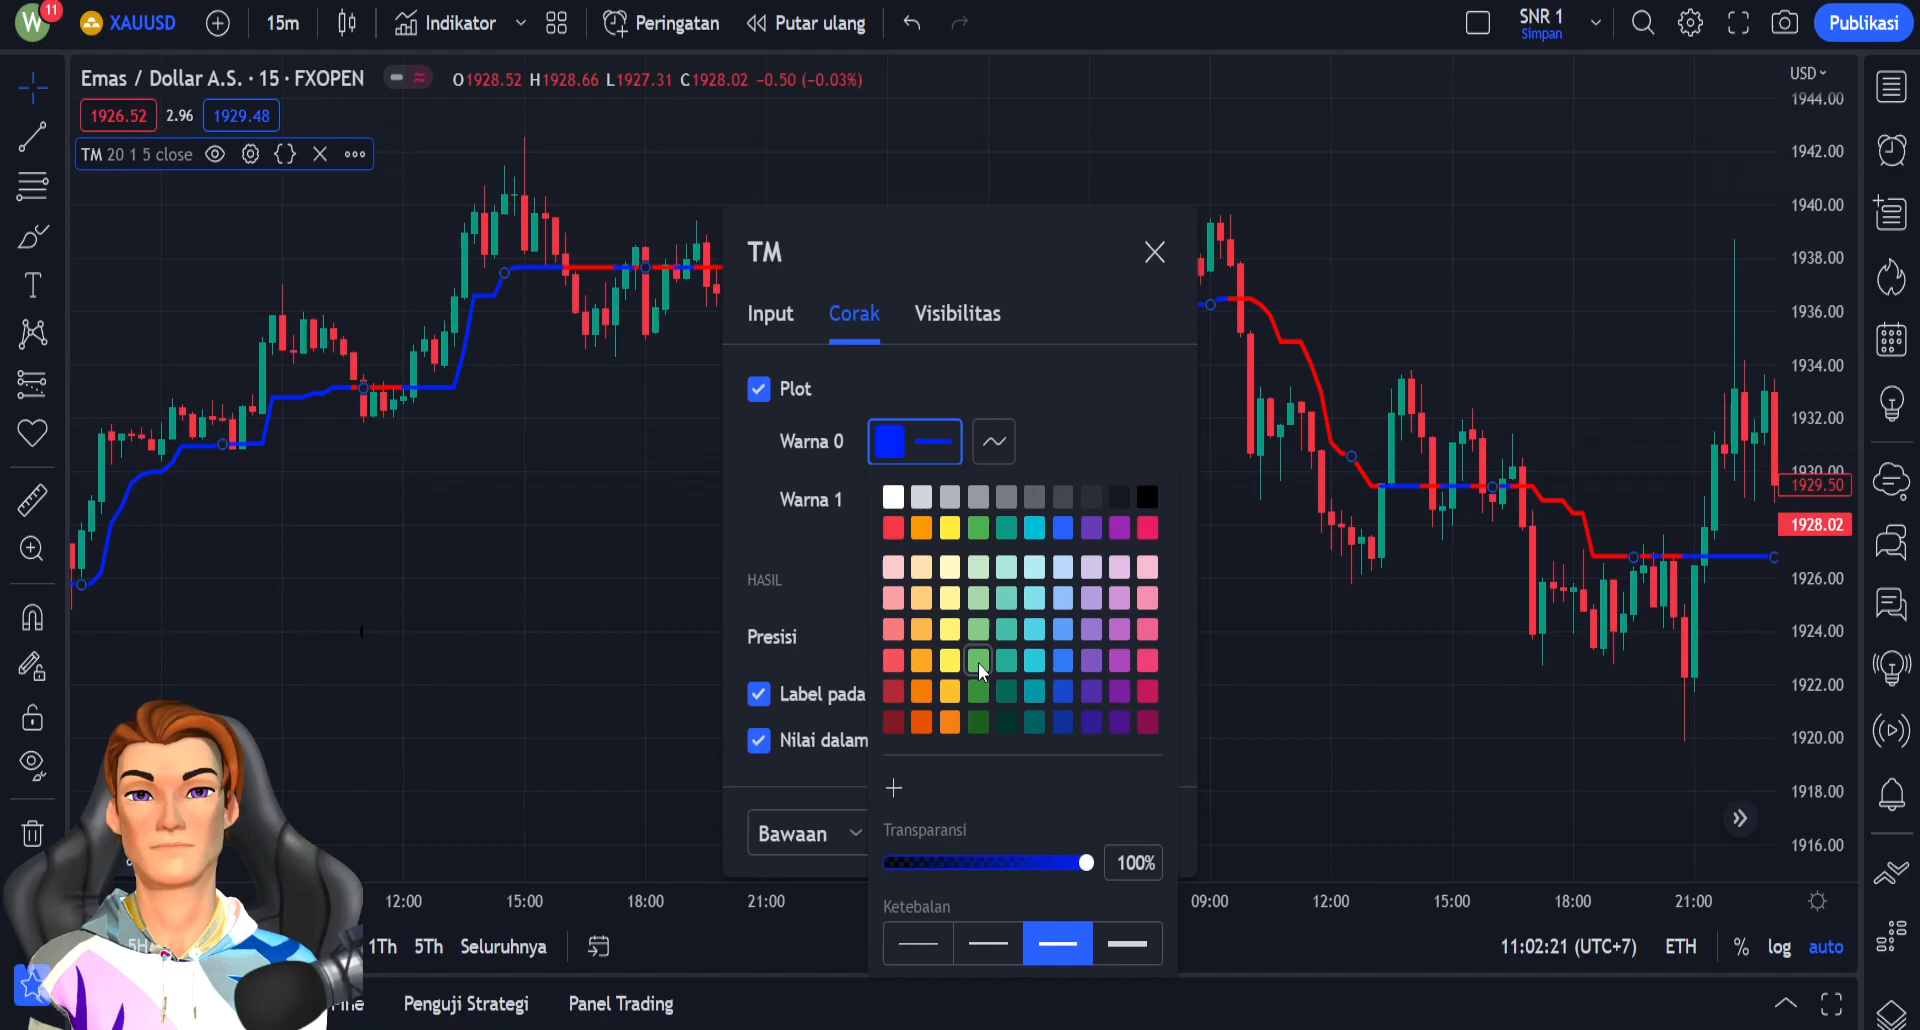 W 11 XAUUSD 15m Indikator Peringatan Putar ulang SNR 1 Simpan Publikasi
Emas / Dollar A.S. · 15 · FXOPEN O1928.52 H1928.66 L1927.31 C1928.02 −0.50 (−0.03%)
1926.52 2.96 1929.48
TM 20 1 5 close
USD
1944.00
1942.00
1940.00
1938.00
1936.00
1934.00
1932.00
1930.00
1929.50
1928.02
1926.00
1924.00
1922.00
1920.00
1918.00
1916.00
TM
Input Corak Visibilitas
Plot
Warna 0
Warna 1
HASIL
Presisi
Label pada
Nilai dalam
Bawaan
Transparansi
100%
Ketebalan
12:00 15:00 18:00 21:00 09:00 12:00 15:00 18:00 21:00
5H 1Th 5Th Seluruhnya 11:02:21 (UTC+7) ETH % log auto
Pine Penguji Strategi Panel Trading